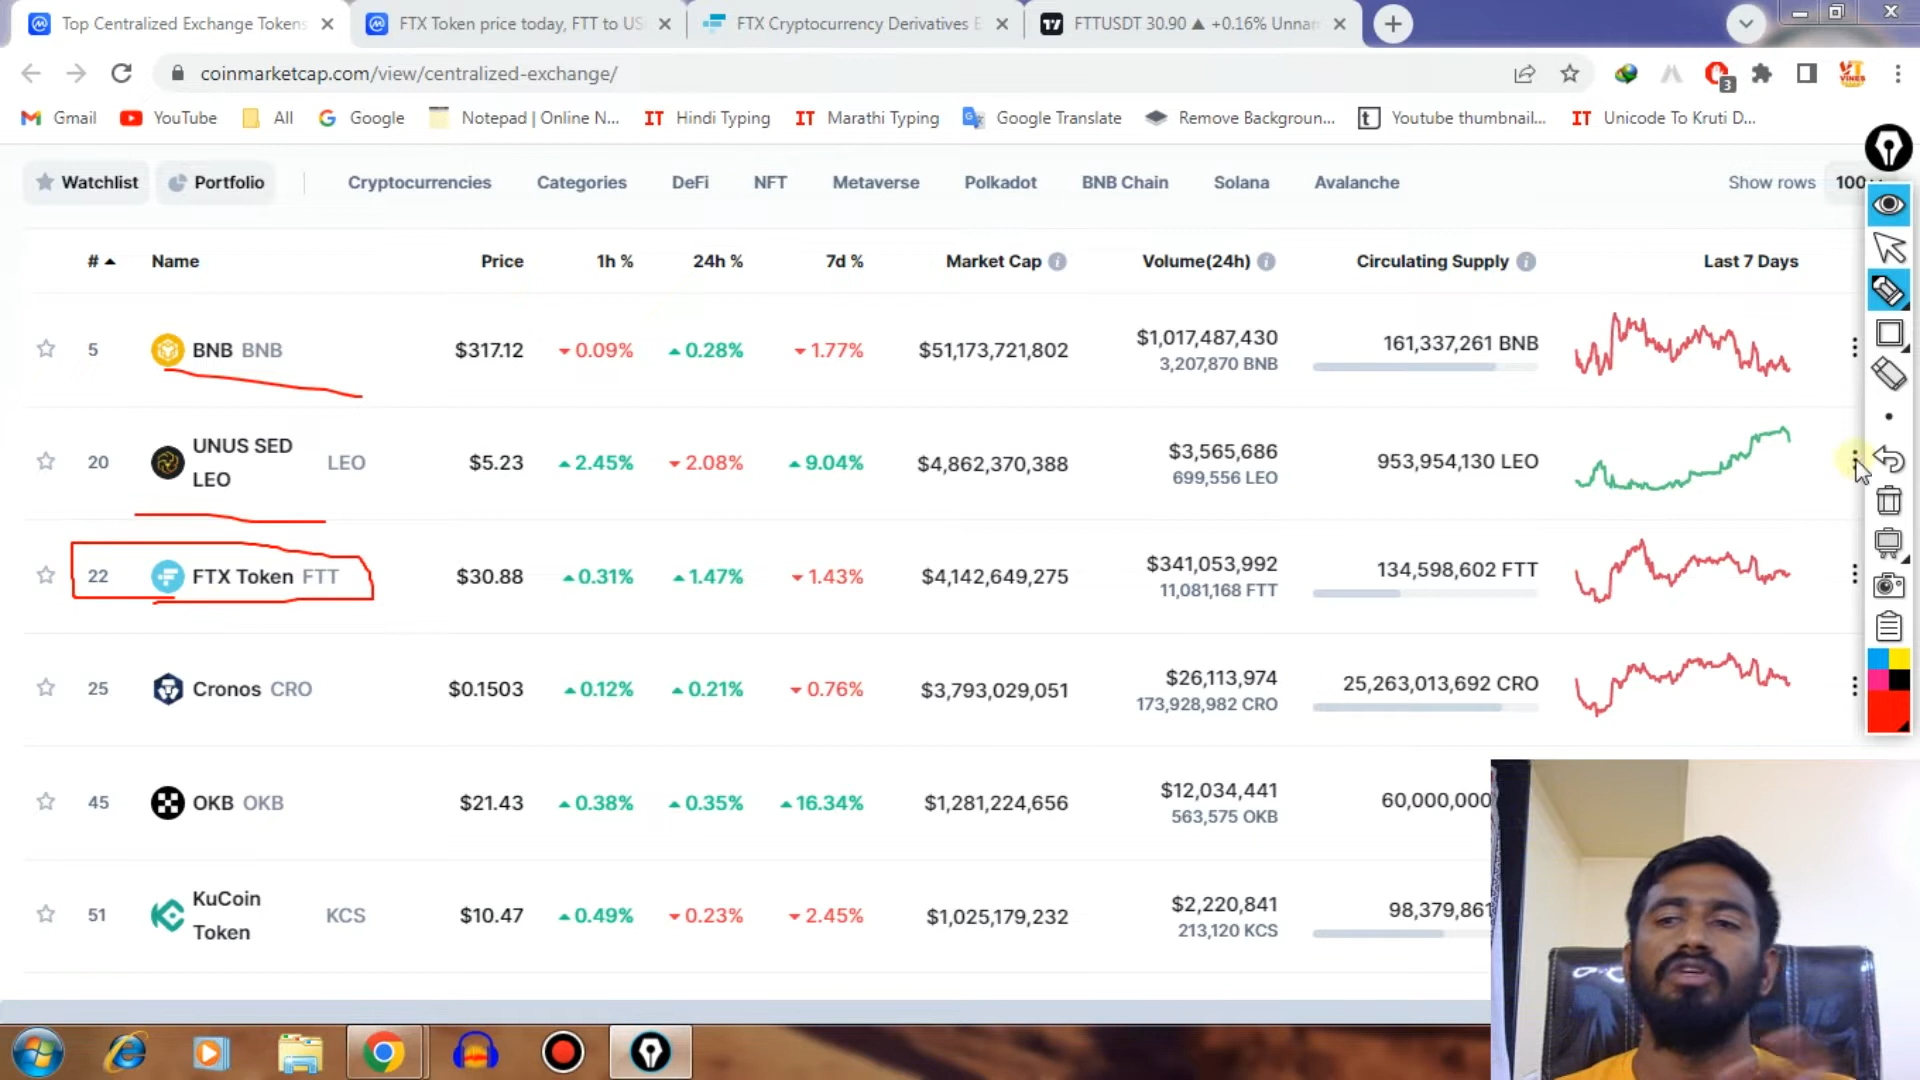 Top Centralized Exchange Tokens
FTX Token price today, FTT to US
FTX Cryptocurrency Derivatives E
FTTUSDT 30.90 ▲ +0.16% Unnar
coinmarketcap.com/view/centralized-exchange/
3
Gmail
YouTube
All
Google
Notepad | Online N...
IT Hindi Typing
IT Marathi Typing
Google Translate
Remove Backgroun...
Youtube thumbnail...
IT Unicode To Kruti D...
Watchlist
Portfolio
Cryptocurrencies
Categories
DeFi
NFT
Metaverse
Polkadot
BNB Chain
Solana
Avalanche
Show rows
100
# Name Price 1h % 24h % 7d % Market Cap Volume(24h) Circulating Supply Last 7 Days
5 BNB BNB $317.12 0.09% 0.28% 1.77% $51,173,721,802 $1,017,487,430 161,337,261 BNB
3,207,870 BNB
20 UNUS SED LEO $5.23 2.45% 2.08% 9.04% $4,862,370,388 $3,565,686 953,954,130 LEO
LEO 699,556 LEO
22 FTX Token FTT $30.88 0.31% 1.47% 1.43% $4,142,649,275 $341,053,992 134,598,602 FTT
11,081,168 FTT
25 Cronos CRO $0.1503 0.12% 0.21% 0.76% $3,793,029,051 $26,113,974 25,263,013,692 CRO
173,928,982 CRO
45 OKB OKB $21.43 0.38% 0.35% 16.34% $1,281,224,656 $12,034,441 60,000,000
563,575 OKB
51 KuCoin KCS $10.47 0.49% 0.23% 2.45% $1,025,179,232 $2,220,841 98,379,861
Token 213,120 KCS